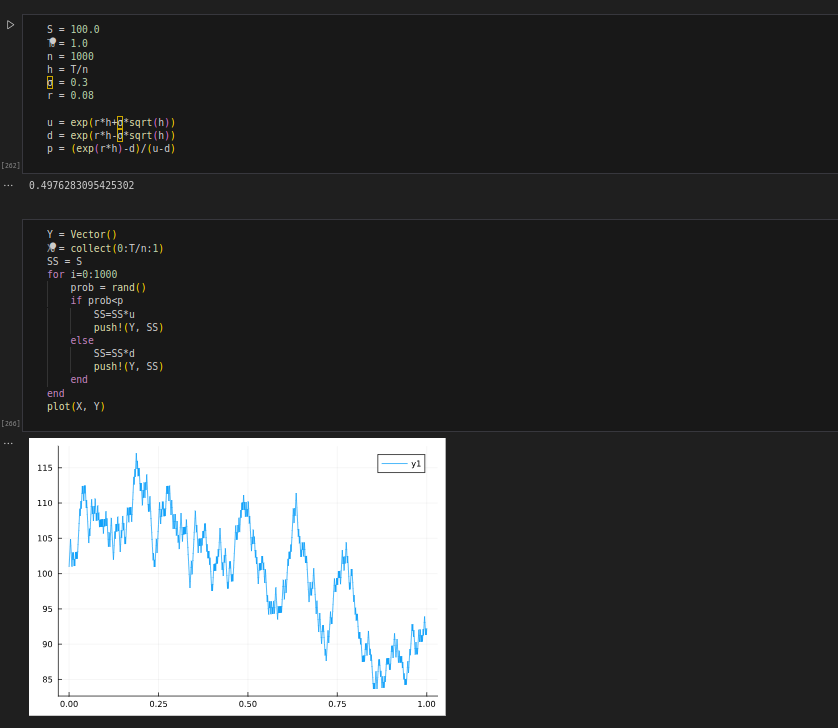 S = 100.0
T = 1.0
n = 1000
h = T/n
σ = 0.3
r = 0.08
u = exp(r*h+σ*sqrt(h))
d = exp(r*h-σ*sqrt(h))
p = (exp(r*h)-d)/(u-d)
[262]
... 0.4976283095425302
Y = Vector()
X = collect(0:T/n:1)
SS = S
for i=0:1000
prob = rand()
if prob<p
SS=SS*u
push!(Y, SS)
else
SS=SS*d
push!(Y, SS)
end
end
plot(X, Y)
[266]
...
y1
115
110
105
100
95
90
85
0.00 0.25 0.50 0.75 1.00